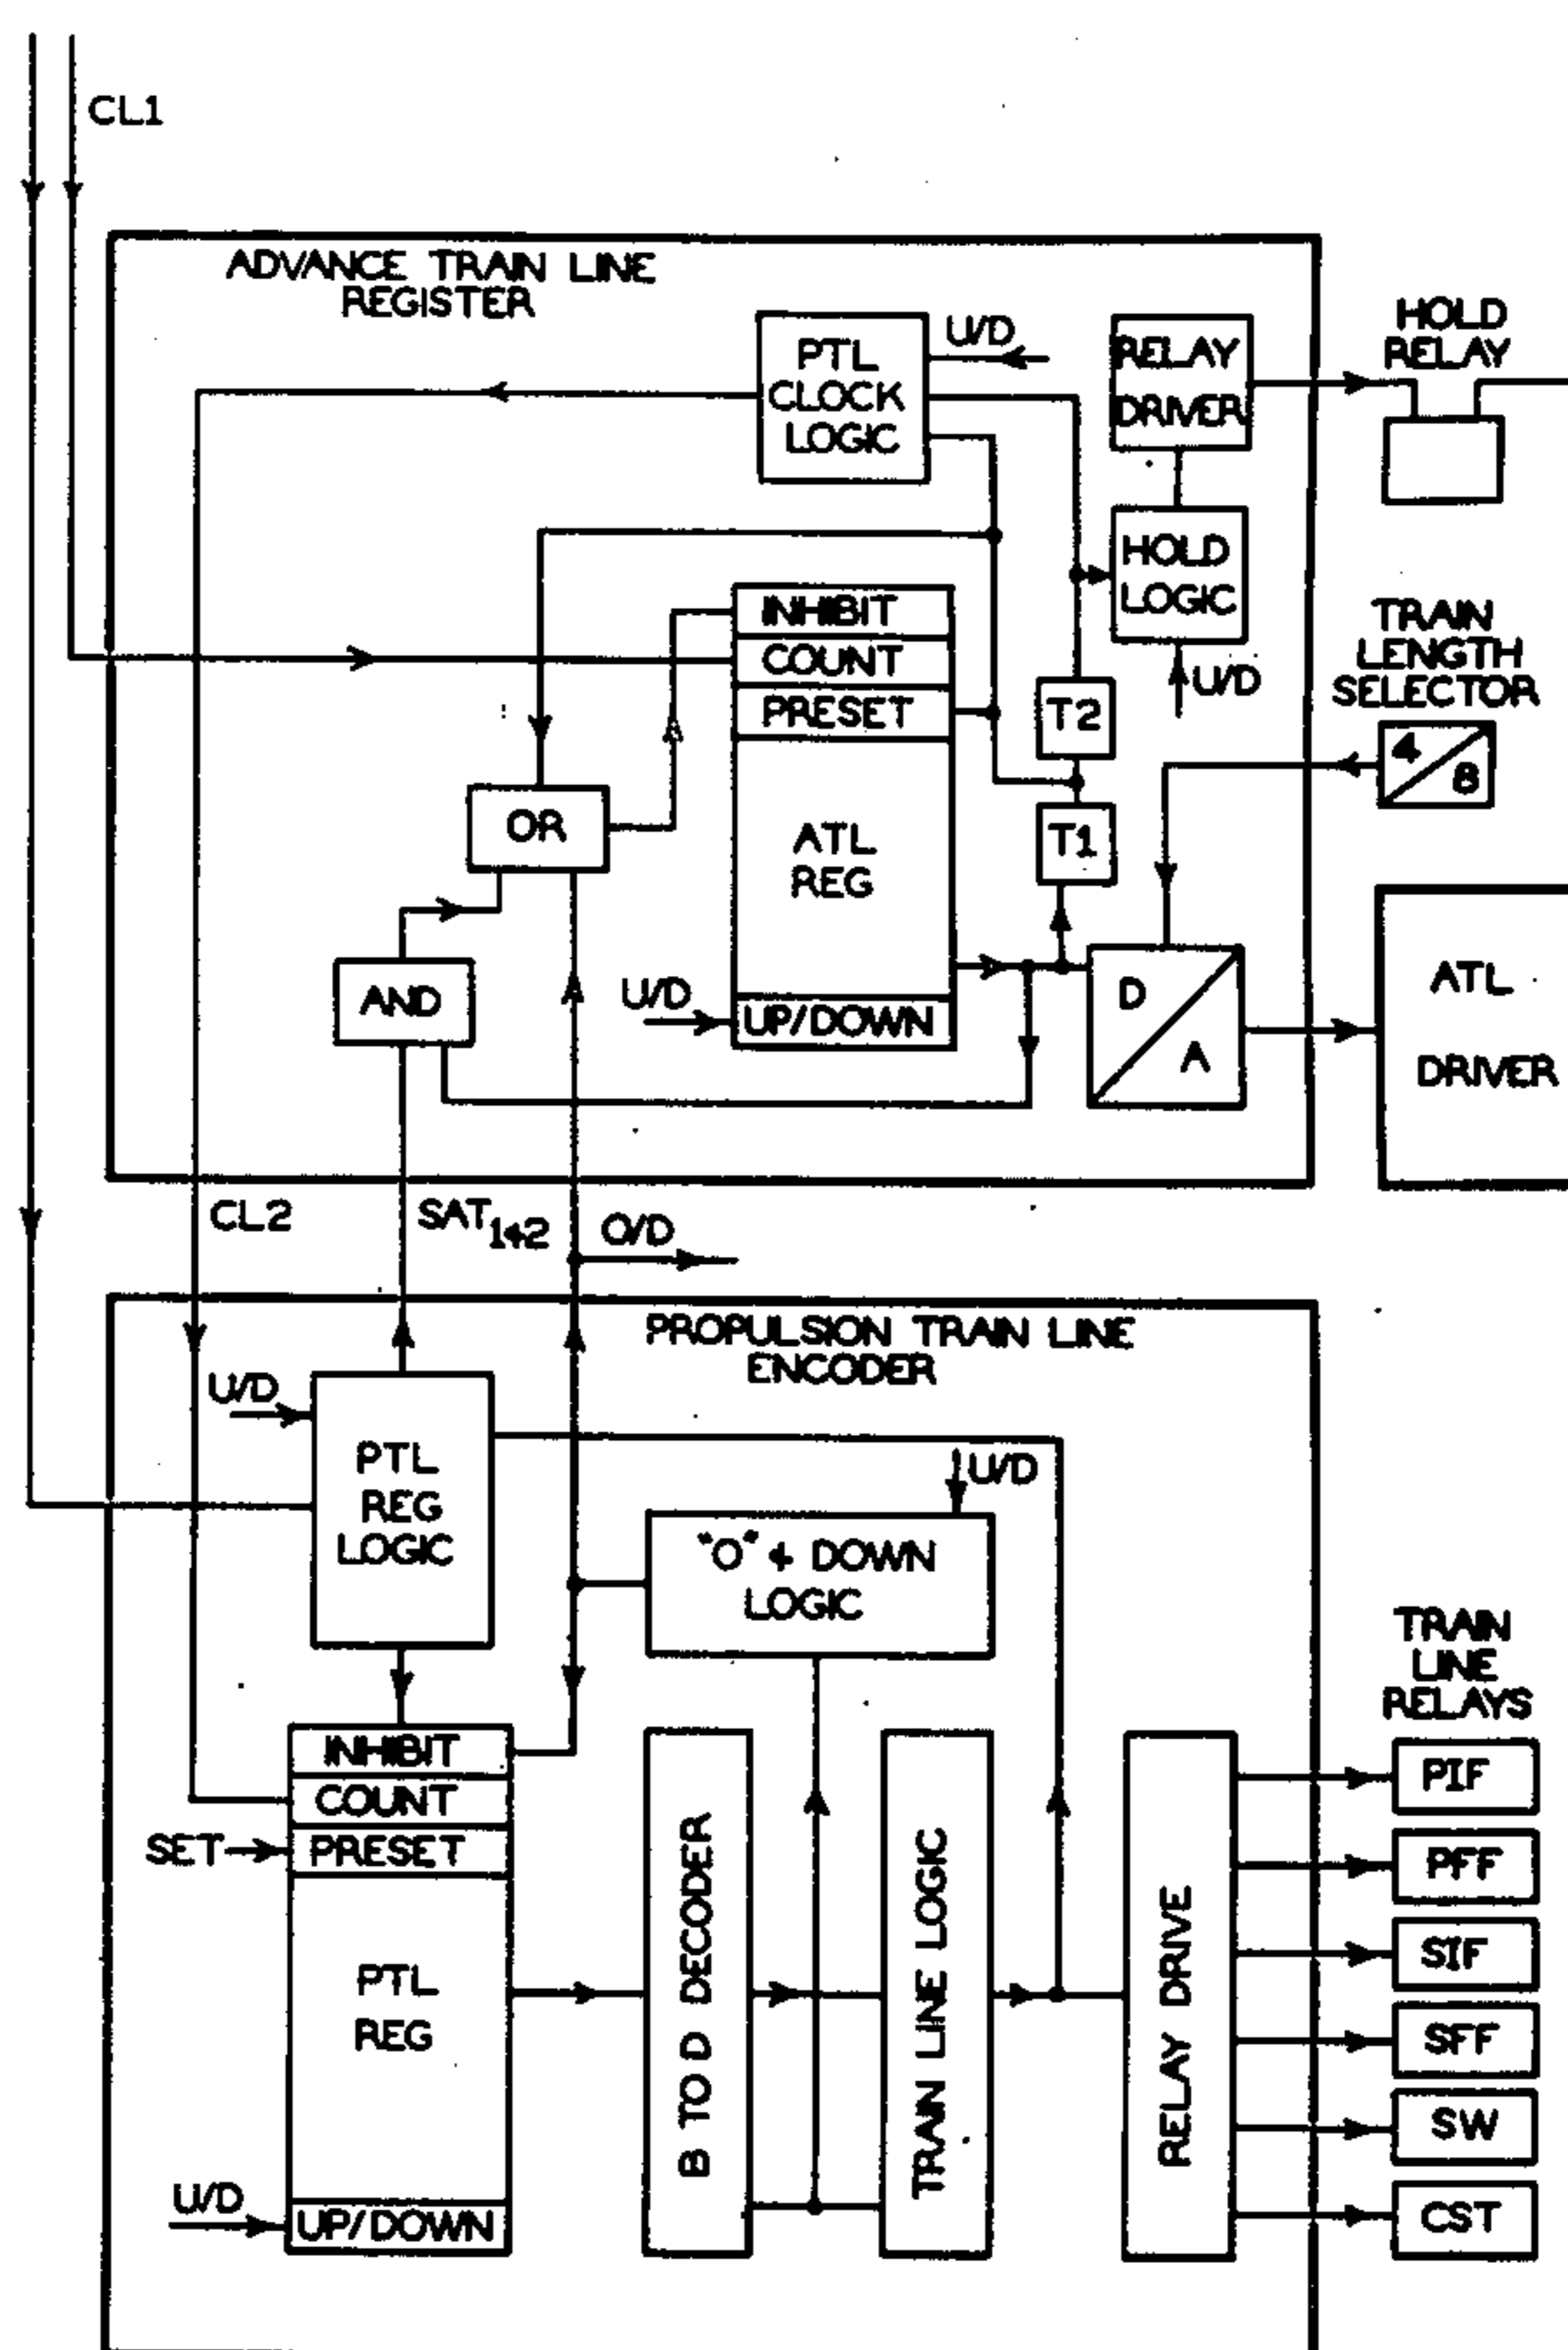 CL1
ADVANCE TRAIN LINE
REGISTER
PTL
CLOCK
LOGIC
U/D
RELAY
DRIVER
HOLD
RELAY
HOLD
LOGIC
U/D
INHIBIT
COUNT
PRESET
ATL
REG
U/D
UP/DOWN
T2
T1
TRAIN
LENGTH
SELECTOR
4/8
OR
AND
D/A
ATL
DRIVER
CL2
SAT1&2
O/D
PROPULSION TRAIN LINE
ENCODER
U/D
PTL
REG
LOGIC
U/D
"O" & DOWN
LOGIC
INHIBIT
COUNT
SET
PRESET
PTL
REG
U/D
UP/DOWN
B TO D DECODER
TRAIN LINE LOGIC
RELAY DRIVE
TRAIN
LINE
RELAYS
PIF
PFF
SIF
SFF
SW
CST